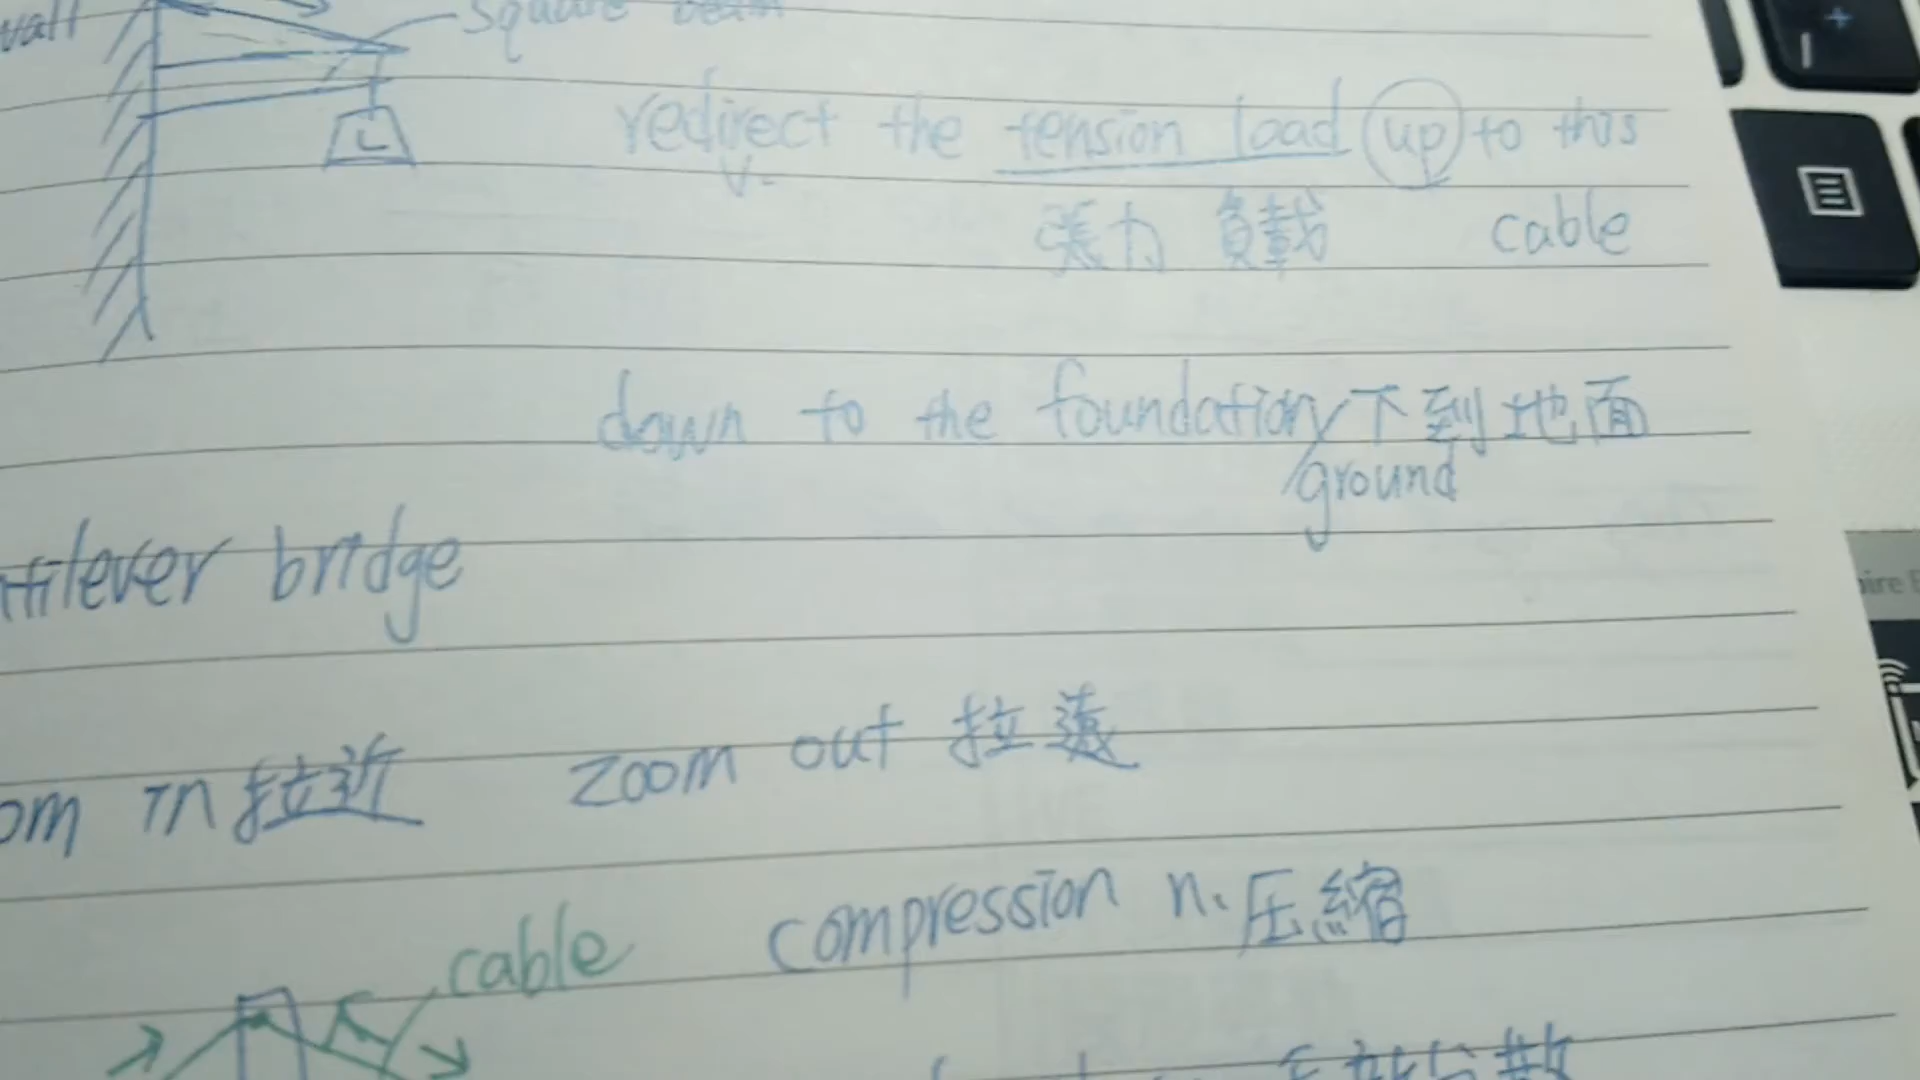 wall
square beam
L
redirect the tension load up to this
v.
張力 負載 cable
down to the foundation/下到地面
ground
tilever bridge
om in 拉近 zoom out 拉遠
compression n. 压縮
cable